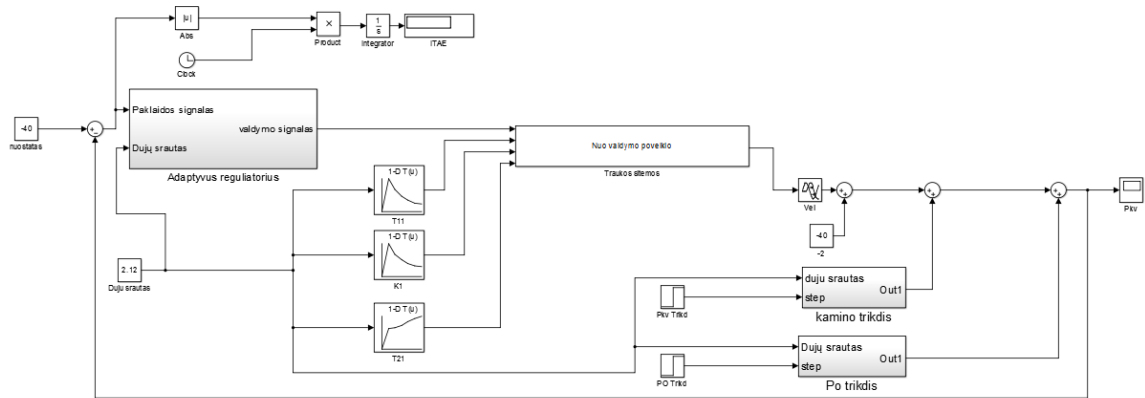 |u|
Abs
×
Product
1
s
Integrator
ITAE
Clock
-40
nuostatas
Paklaidos signalas
valdymo signalas
Dujų srautas
Adaptyvus reguliatorius
Nuo valdymo poveikio
Traukos sitemos
1-D T(u)
T11
1-D T(u)
K1
1-D T(u)
T21
2.12
Duju srautas
Vel
-40
-2
Pkv
duju srautas
step
Out1
kamino trikdis
Pkv Trikd
Dujų srautas
step
Out1
Po trikdis
PO Trikd